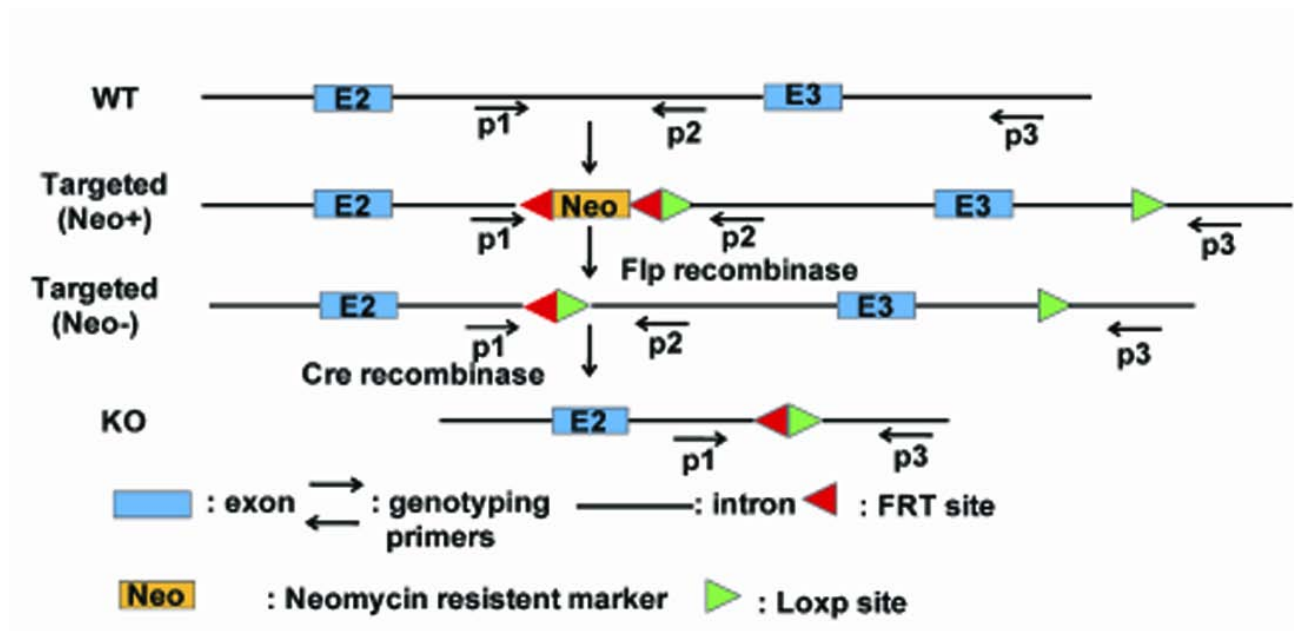 WT E2 E3
p1 p2 p3
Targeted
(Neo+) E2 Neo E3
p1 p2 p3
Flp recombinase
Targeted
(Neo-) E2 E3
p1 p2 p3
Cre recombinase
KO E2
p1 p3
: exon : genotyping : intron : FRT site
primers
Neo : Neomycin resistent marker : Loxp site